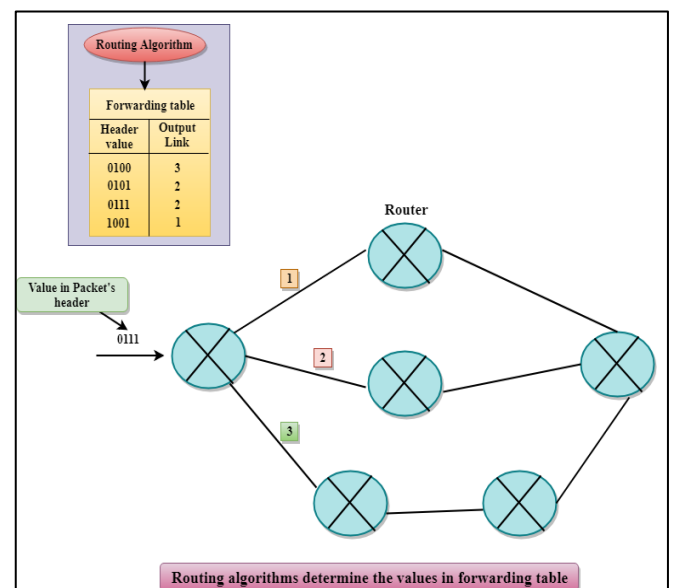 Routing Algorithm
Forwarding table
Header value Output Link
0100 3
0101 2
0111 2
1001 1
Router
Value in Packet's
header
0111
1
2
3
Routing algorithms determine the values in forwarding table